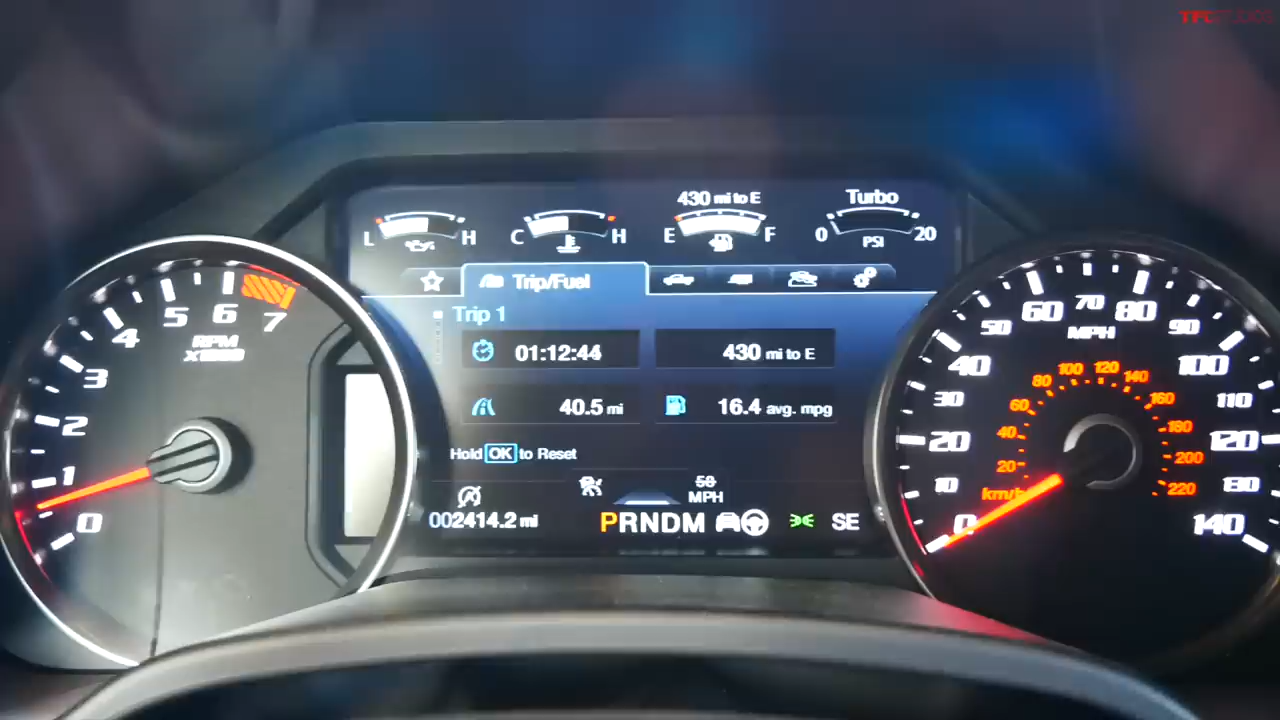 TFLSTUDIOS
430 mi to E
Turbo
L H
C H
E F
0 20
PSI
Trip/Fuel
Trip 1
01:12:44
430 mi to E
40.5 mi
16.4 avg. mpg
Hold OK to Reset
50
MPH
002414.2 mi
PRNDM
SE
0
1
2
3
4
5
6
7
RPM
X1000
0
10
20
30
40
50
60
70
80
90
100
110
120
130
140
MPH
km/h
20
40
60
80
100
120
140
160
180
200
220